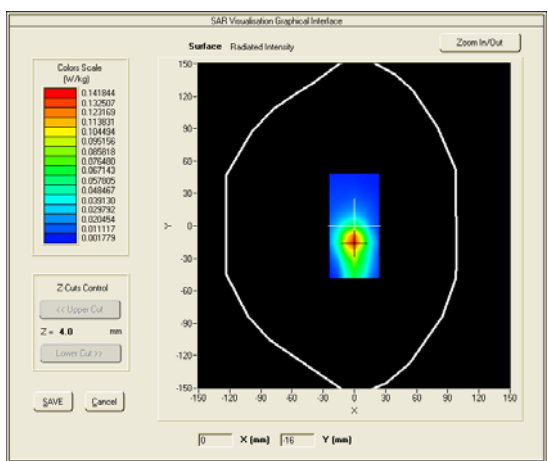 SAR Visualisation Graphical Interface
Surface Radiated Intensity
Zoom In/Out
Colors Scale
(W/kg)
0.141844
0.132507
0.123169
0.113831
0.104494
0.095156
0.085818
0.076480
0.067143
0.057805
0.048467
0.039130
0.029792
0.020454
0.011117
0.001779
150
120
90
60
30
0
-30
-60
-90
-120
-150
Y
-150 -120 -90 -60 -30 0 30 60 90 120 150
X
Z-Cuts Control
<< Upper Cut
Z = 4.0 mm
Lower Cut >>
SAVE Cancel
0 X (mm) -16 Y (mm)